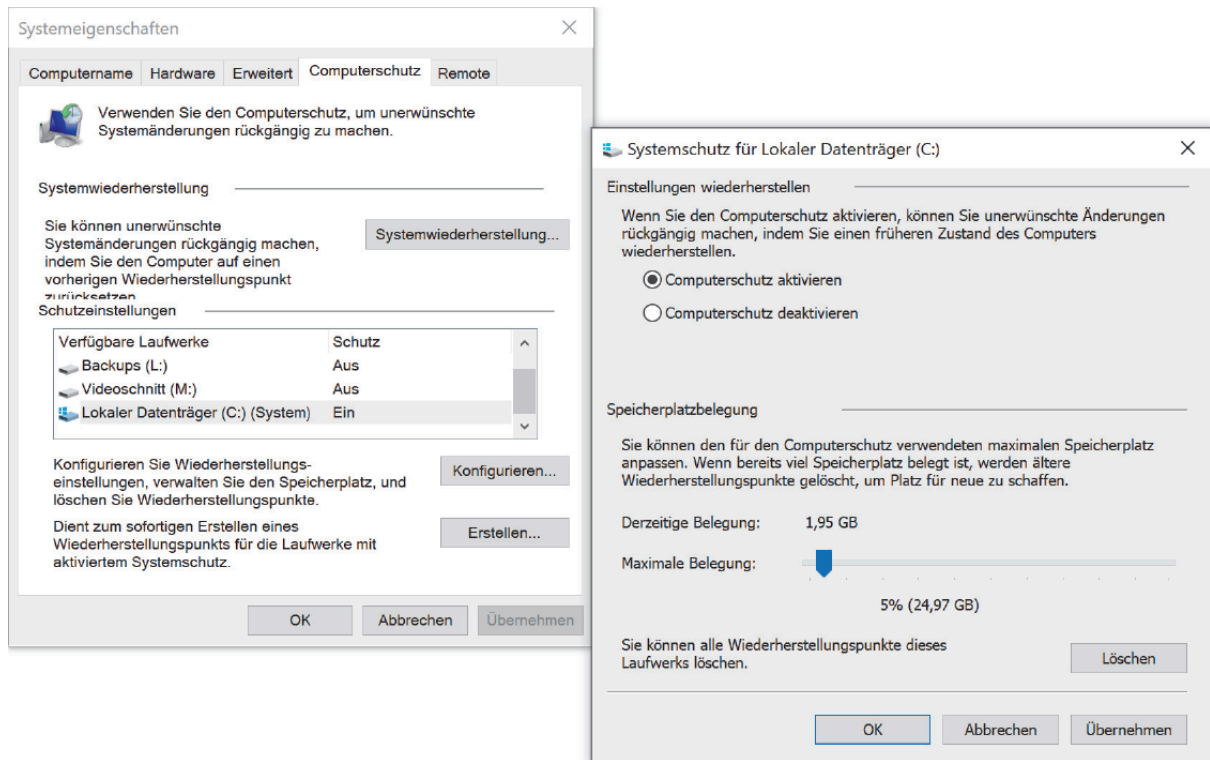 Systemeigenschaften
Computername Hardware Erweitert Computerschutz Remote
Verwenden Sie den Computerschutz, um unerwünschte
Systemänderungen rückgängig zu machen.
Systemwiederherstellung
Sie können unerwünschte
Systemänderungen rückgängig machen,
indem Sie den Computer auf einen
vorherigen Wiederherstellungspunkt
zurücksetzen
Systemwiederherstellung...
Schutzeinstellungen
Verfügbare Laufwerke Schutz
Backups (L:) Aus
Videoschnitt (M:) Aus
Lokaler Datenträger (C:) (System) Ein
Konfigurieren Sie Wiederherstellungs-
einstellungen, verwalten Sie den Speicherplatz, und
löschen Sie Wiederherstellungspunkte.
Konfigurieren...
Dient zum sofortigen Erstellen eines
Wiederherstellungspunkts für die Laufwerke mit
aktiviertem Systemschutz.
Erstellen...
OK Abbrechen Übernehmen
Systemschutz für Lokaler Datenträger (C:)
Einstellungen wiederherstellen
Wenn Sie den Computerschutz aktivieren, können Sie unerwünschte Änderungen
rückgängig machen, indem Sie einen früheren Zustand des Computers
wiederherstellen.
Computerschutz aktivieren
Computerschutz deaktivieren
Speicherplatzbelegung
Sie können den für den Computerschutz verwendeten maximalen Speicherplatz
anpassen. Wenn bereits viel Speicherplatz belegt ist, werden ältere
Wiederherstellungspunkte gelöscht, um Platz für neue zu schaffen.
Derzeitige Belegung: 1,95 GB
Maximale Belegung:
5% (24,97 GB)
Sie können alle Wiederherstellungspunkte dieses
Laufwerks löschen.
Löschen
OK Abbrechen Übernehmen